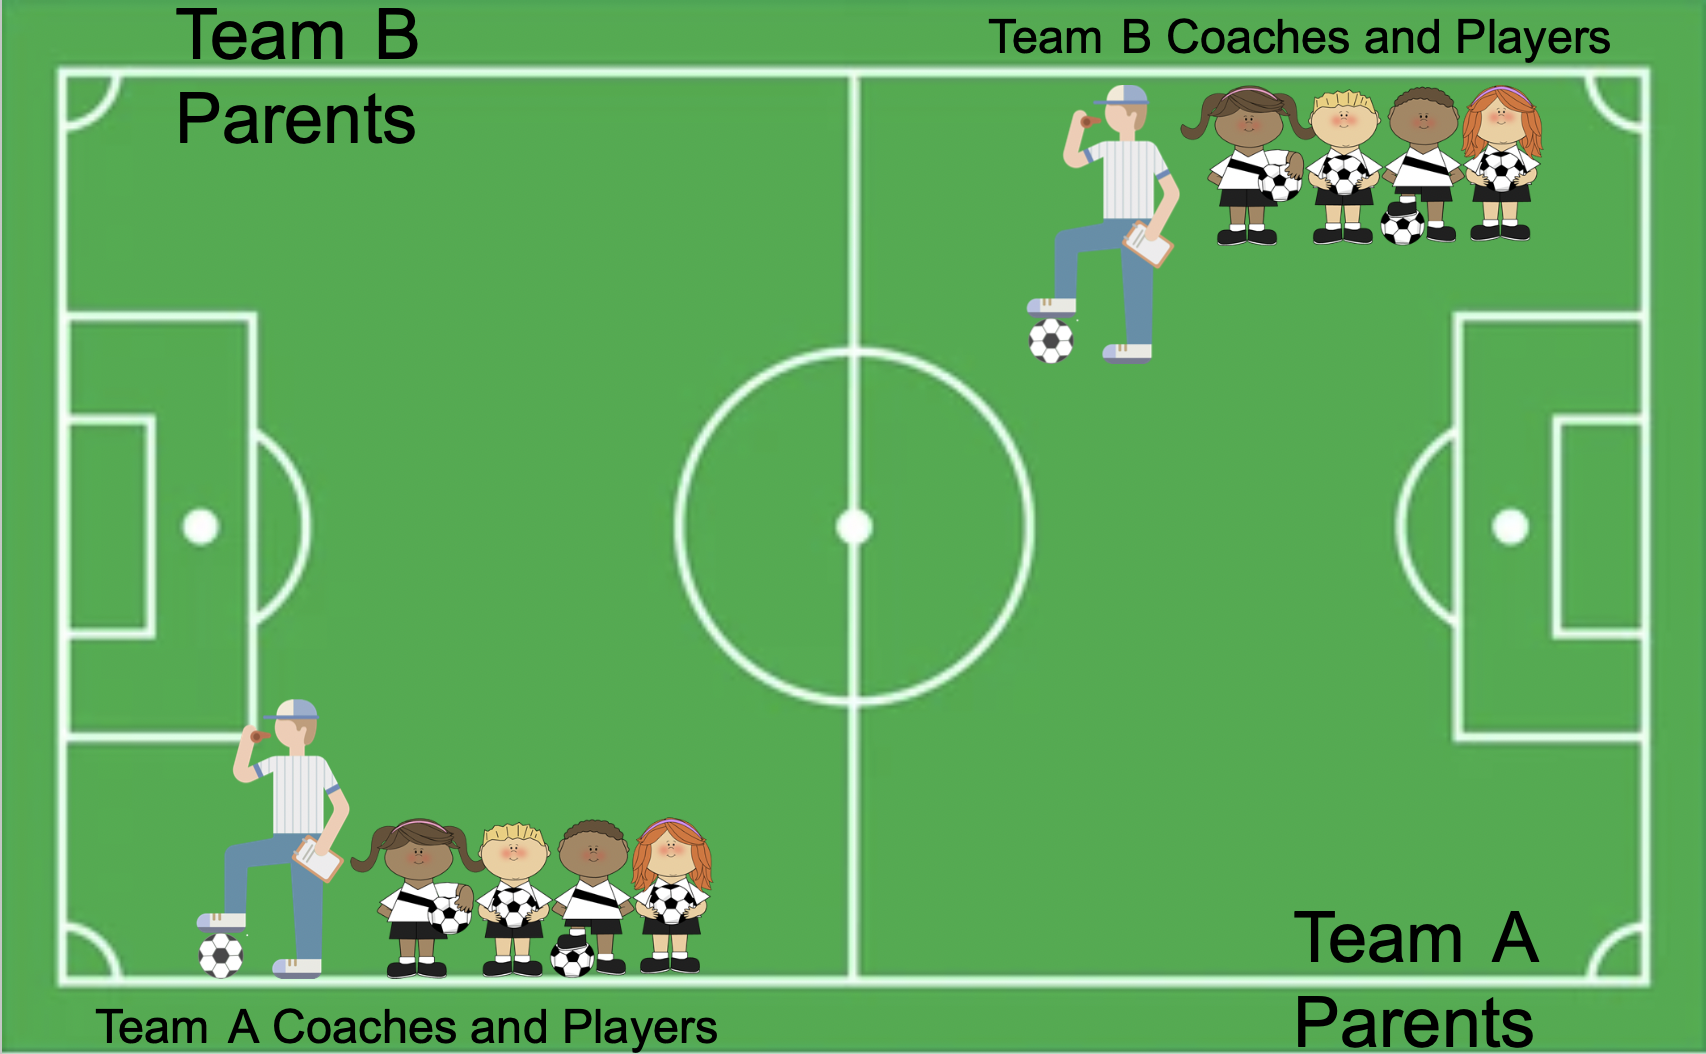 Team B
Parents
Team B Coaches and Players
Team A Coaches and Players
Team A
Parents